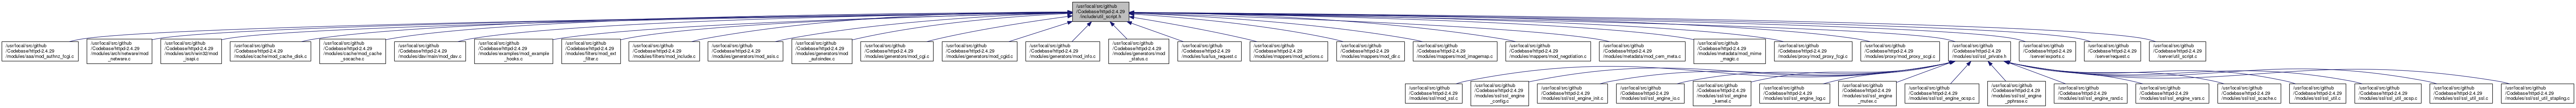 /usr/local/src/github
/Codebase/httpd-2.4.29
/include/util_script.h
/usr/local/src/github
/Codebase/httpd-2.4.29
/modules/aaa/mod_authnz_fcgi.c
/usr/local/src/github
/Codebase/httpd-2.4.29
/modules/arch/netware/mod
_netware.c
/usr/local/src/github
/Codebase/httpd-2.4.29
/modules/arch/win32/mod
_isapi.c
/usr/local/src/github
/Codebase/httpd-2.4.29
/modules/cache/mod_cache_disk.c
/usr/local/src/github
/Codebase/httpd-2.4.29
/modules/cache/mod_cache
_socache.c
/usr/local/src/github
/Codebase/httpd-2.4.29
/modules/dav/main/mod_dav.c
/usr/local/src/github
/Codebase/httpd-2.4.29
/modules/examples/mod_example
_hooks.c
/usr/local/src/github
/Codebase/httpd-2.4.29
/modules/filters/mod_ext
_filter.c
/usr/local/src/github
/Codebase/httpd-2.4.29
/modules/filters/mod_include.c
/usr/local/src/github
/Codebase/httpd-2.4.29
/modules/generators/mod_asis.c
/usr/local/src/github
/Codebase/httpd-2.4.29
/modules/generators/mod
_autoindex.c
/usr/local/src/github
/Codebase/httpd-2.4.29
/modules/generators/mod_cgi.c
/usr/local/src/github
/Codebase/httpd-2.4.29
/modules/generators/mod_cgid.c
/usr/local/src/github
/Codebase/httpd-2.4.29
/modules/generators/mod_info.c
/usr/local/src/github
/Codebase/httpd-2.4.29
/modules/generators/mod
_status.c
/usr/local/src/github
/Codebase/httpd-2.4.29
/modules/lua/lua_request.c
/usr/local/src/github
/Codebase/httpd-2.4.29
/modules/mappers/mod_actions.c
/usr/local/src/github
/Codebase/httpd-2.4.29
/modules/mappers/mod_dir.c
/usr/local/src/github
/Codebase/httpd-2.4.29
/modules/mappers/mod_imagemap.c
/usr/local/src/github
/Codebase/httpd-2.4.29
/modules/mappers/mod_negotiation.c
/usr/local/src/github
/Codebase/httpd-2.4.29
/modules/metadata/mod_cern_meta.c
/usr/local/src/github
/Codebase/httpd-2.4.29
/modules/metadata/mod_mime
_magic.c
/usr/local/src/github
/Codebase/httpd-2.4.29
/modules/proxy/mod_proxy_fcgi.c
/usr/local/src/github
/Codebase/httpd-2.4.29
/modules/proxy/mod_proxy_scgi.c
/usr/local/src/github
/Codebase/httpd-2.4.29
/modules/ssl/ssl_private.h
/usr/local/src/github
/Codebase/httpd-2.4.29
/server/exports.c
/usr/local/src/github
/Codebase/httpd-2.4.29
/server/request.c
/usr/local/src/github
/Codebase/httpd-2.4.29
/server/util_script.c
/usr/local/src/github
/Codebase/httpd-2.4.29
/modules/ssl/mod_ssl.c
/usr/local/src/github
/Codebase/httpd-2.4.29
/modules/ssl/ssl_engine
_config.c
/usr/local/src/github
/Codebase/httpd-2.4.29
/modules/ssl/ssl_engine_init.c
/usr/local/src/github
/Codebase/httpd-2.4.29
/modules/ssl/ssl_engine_io.c
/usr/local/src/github
/Codebase/httpd-2.4.29
/modules/ssl/ssl_engine
_kernel.c
/usr/local/src/github
/Codebase/httpd-2.4.29
/modules/ssl/ssl_engine_log.c
/usr/local/src/github
/Codebase/httpd-2.4.29
/modules/ssl/ssl_engine
_mutex.c
/usr/local/src/github
/Codebase/httpd-2.4.29
/modules/ssl/ssl_engine_ocsp.c
/usr/local/src/github
/Codebase/httpd-2.4.29
/modules/ssl/ssl_engine
_pphrase.c
/usr/local/src/github
/Codebase/httpd-2.4.29
/modules/ssl/ssl_engine_rand.c
/usr/local/src/github
/Codebase/httpd-2.4.29
/modules/ssl/ssl_engine_vars.c
/usr/local/src/github
/Codebase/httpd-2.4.29
/modules/ssl/ssl_scache.c
/usr/local/src/github
/Codebase/httpd-2.4.29
/modules/ssl/ssl_util.c
/usr/local/src/github
/Codebase/httpd-2.4.29
/modules/ssl/ssl_util_ocsp.c
/usr/local/src/github
/Codebase/httpd-2.4.29
/modules/ssl/ssl_util_ssl.c
/usr/local/src/github
/Codebase/httpd-2.4.29
/modules/ssl/ssl_util_stapling.c